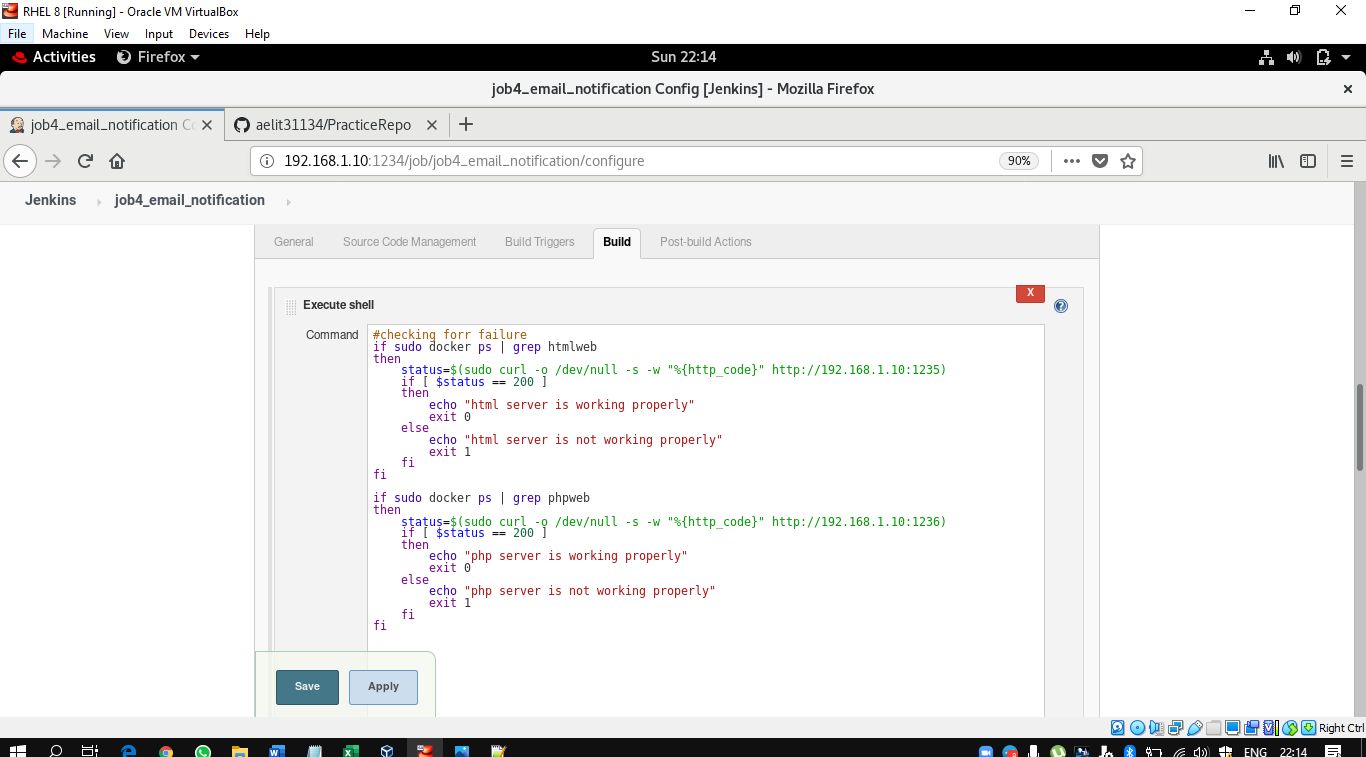 RHEL 8 [Running] - Oracle VM VirtualBox
File Machine View Input Devices Help
Activities Firefox Sun 22:14
job4_email_notification Config [Jenkins] - Mozilla Firefox
job4_email_notification Co aelit31134/PracticeRepo
192.168.1.10:1234/job/job4_email_notification/configure 90%
Jenkins job4_email_notification
General Source Code Management Build Triggers Build Post-build Actions
X
Execute shell ?
Command
#checking forr failure
if sudo docker ps | grep htmlweb
then
    status=$(sudo curl -o /dev/null -s -w "%{http_code}" http://192.168.1.10:1235)
    if [ $status == 200 ]
    then
        echo "html server is working properly"
        exit 0
    else
        echo "html server is not working properly"
        exit 1
    fi
fi
if sudo docker ps | grep phpweb
then
    status=$(sudo curl -o /dev/null -s -w "%{http_code}" http://192.168.1.10:1236)
    if [ $status == 200 ]
    then
        echo "php server is working properly"
        exit 0
    else
        echo "php server is not working properly"
        exit 1
    fi
fi
Save Apply
Right Ctrl
ENG 22:14